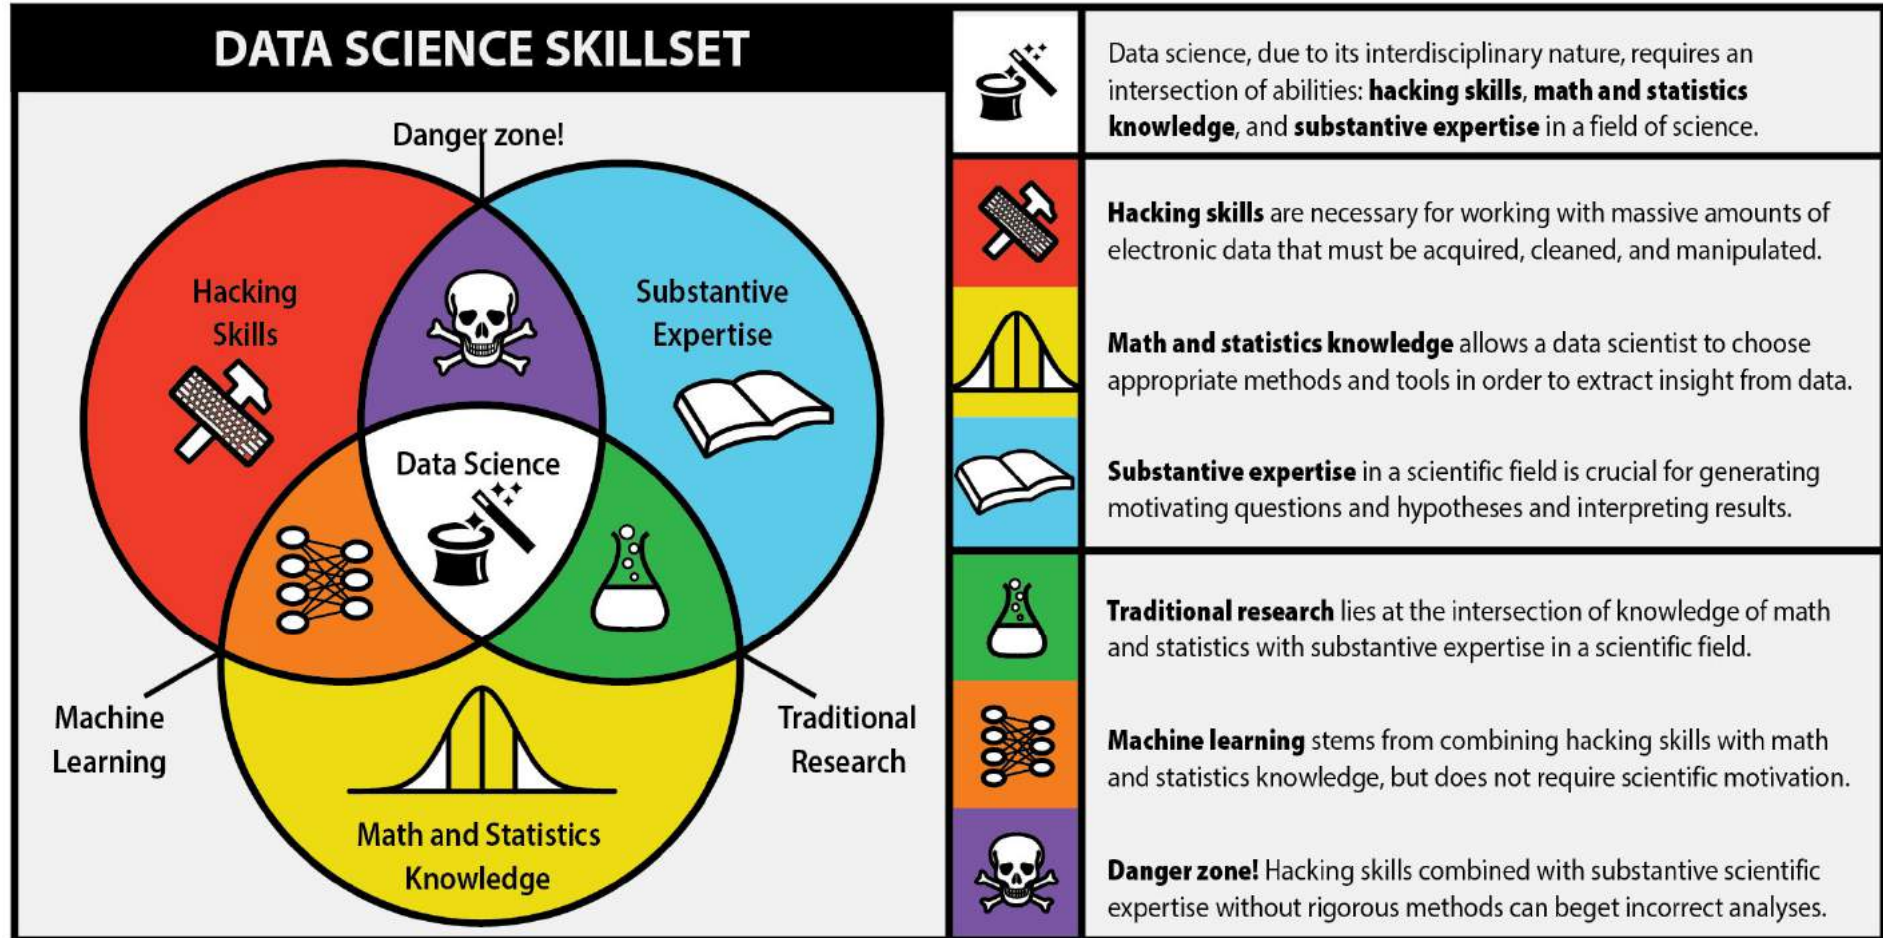 DATA SCIENCE SKILLSET
Danger zone!
Hacking
Skills
Substantive
Expertise
Data Science
Machine
Learning
Traditional
Research
Math and Statistics
Knowledge
Data science, due to its interdisciplinary nature, requires an
intersection of abilities: hacking skills, math and statistics
knowledge, and substantive expertise in a field of science.
Hacking skills are necessary for working with massive amounts of
electronic data that must be acquired, cleaned, and manipulated.
Math and statistics knowledge allows a data scientist to choose
appropriate methods and tools in order to extract insight from data.
Substantive expertise in a scientific field is crucial for generating
motivating questions and hypotheses and interpreting results.
Traditional research lies at the intersection of knowledge of math
and statistics with substantive expertise in a scientific field.
Machine learning stems from combining hacking skills with math
and statistics knowledge, but does not require scientific motivation.
Danger zone! Hacking skills combined with substantive scientific
expertise without rigorous methods can beget incorrect analyses.